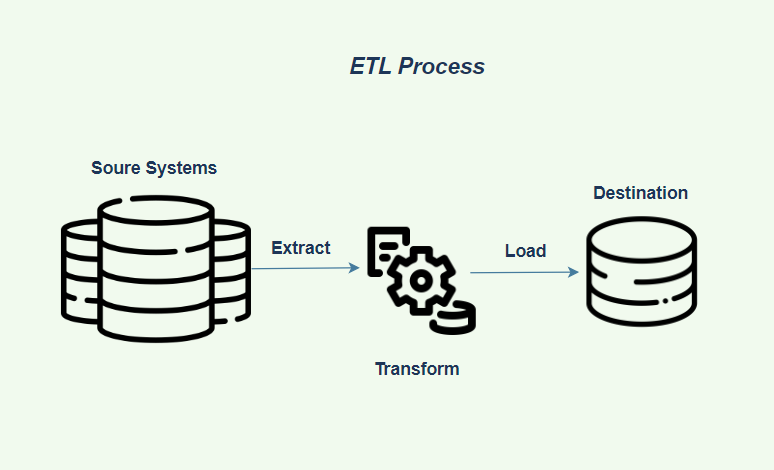 ETL Process
Soure Systems
Destination
Extract
Load
Transform